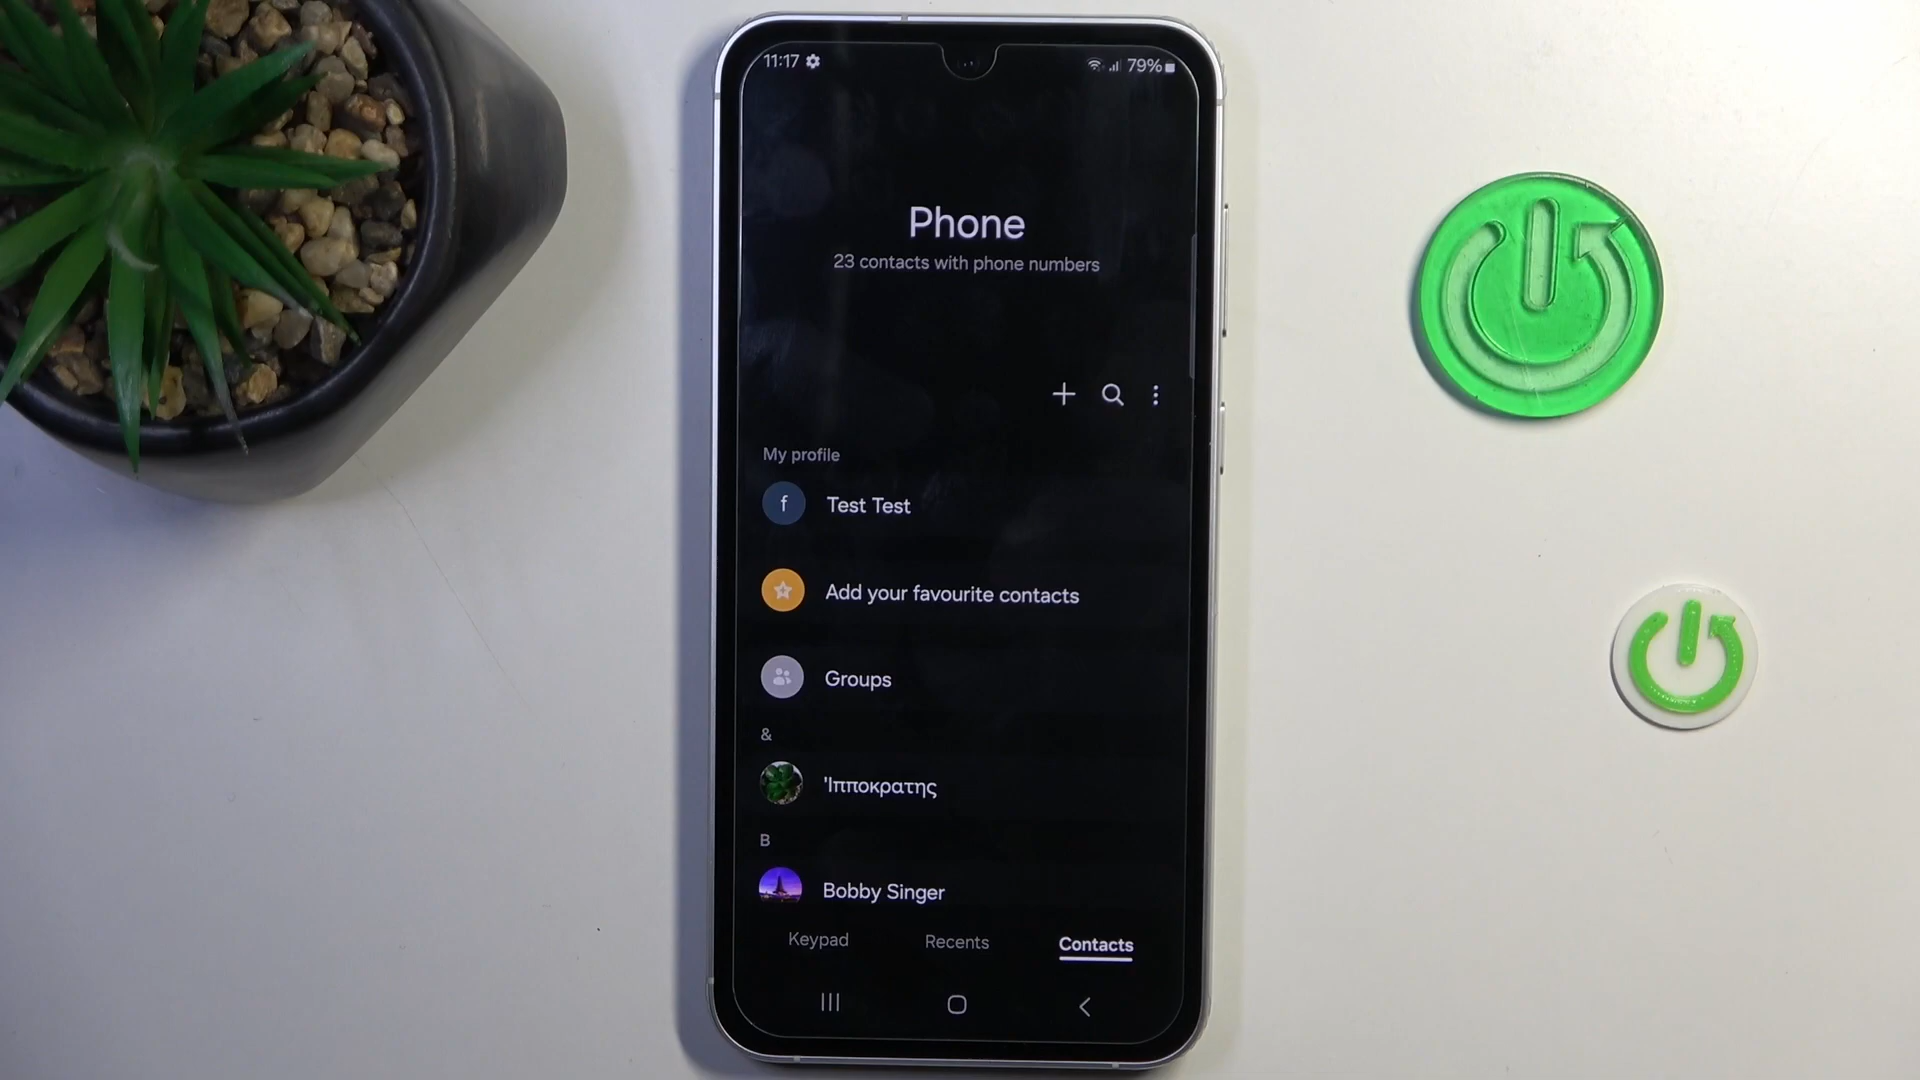 11:17
79%
Phone
23 contacts with phone numbers
My profile
f
Test Test
Add your favourite contacts
Groups
&
'Ιπποκρατης
B
Bobby Singer
Keypad
Recents
Contacts